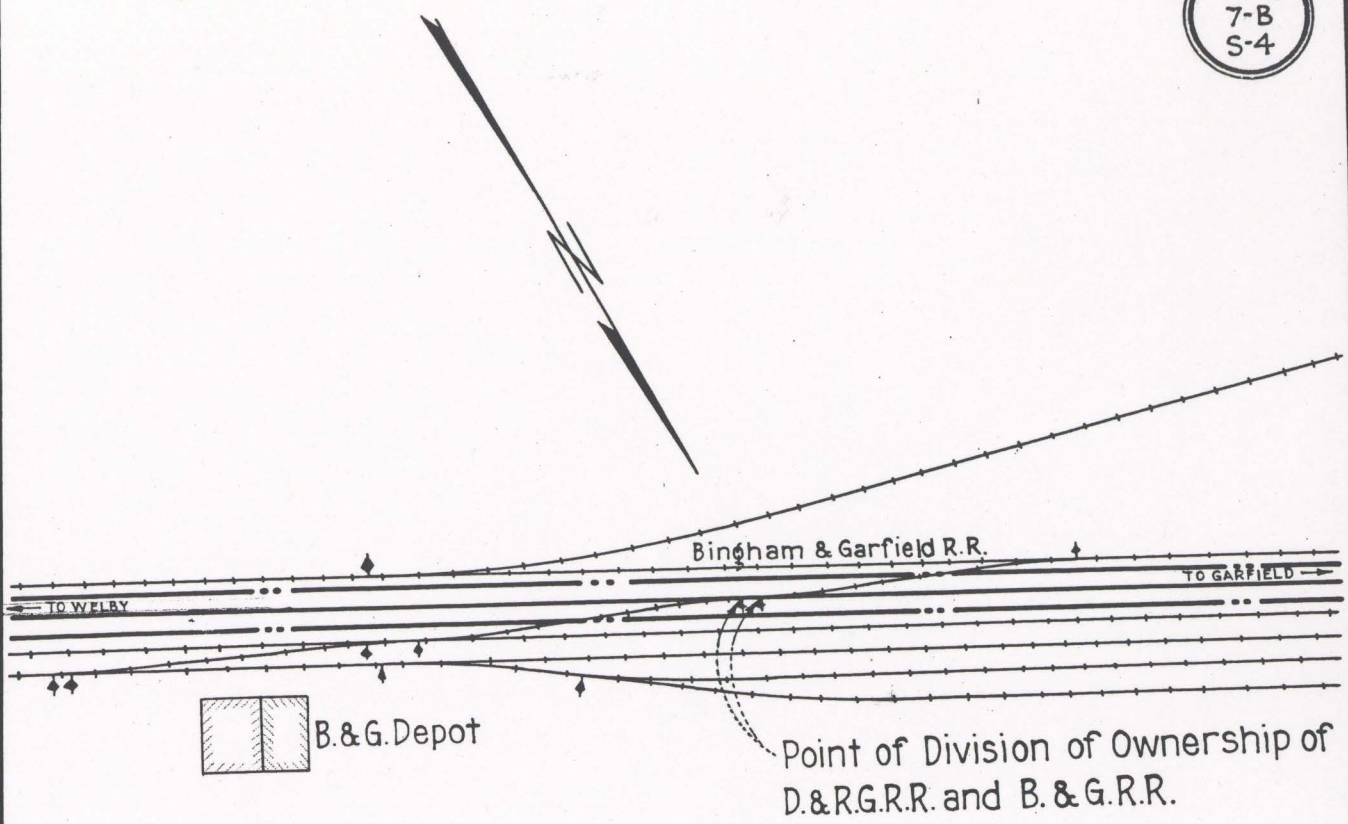 7-B
S-4
Bingham & Garfield R.R.
TO GARFIELD
TO WELBY
B.&G. Depot
Point of Division of Ownership of
D.&R.G.R.R. and B.&G.R.R.